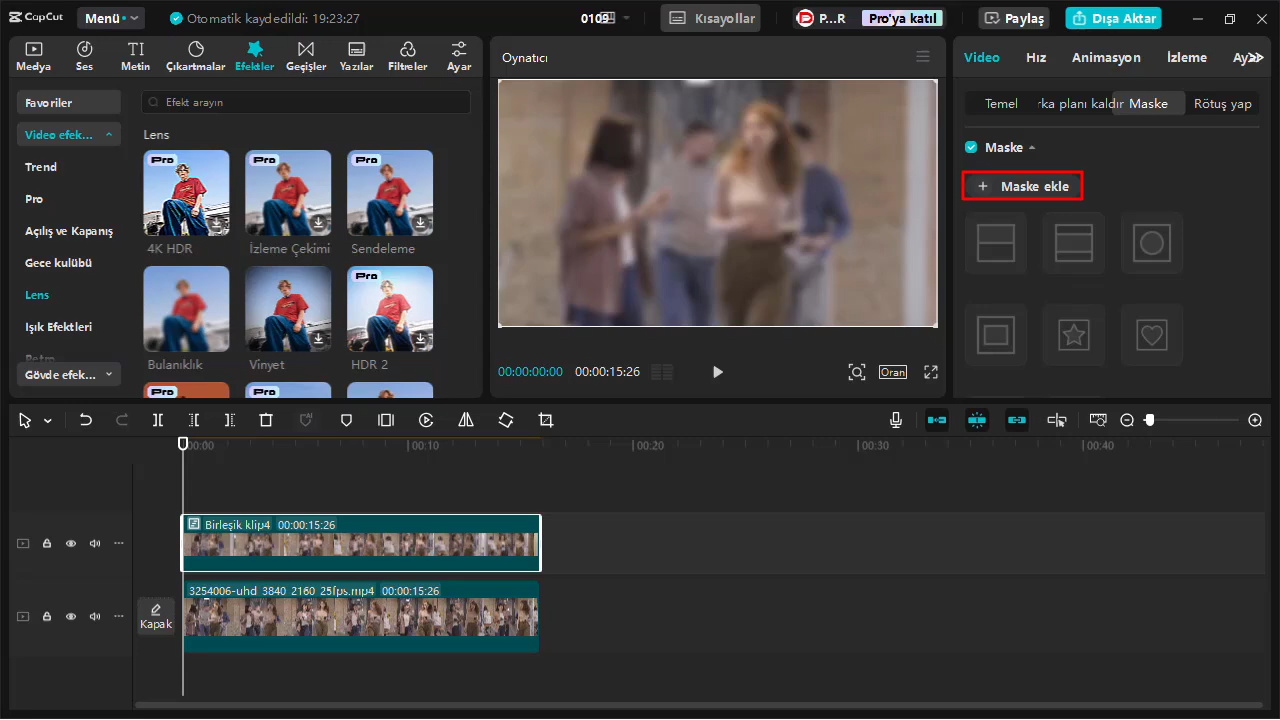 CapCut
Menü
Otomatik kaydedildi: 19:23:27
0109
Kısayollar
P...R
Pro'ya katıl
Paylaş
Dışa Aktar
Medya
Ses
Metin
Çıkartmalar
Efektler
Geçişler
Yazılar
Filtreler
Ayar
Favoriler
Video efek...
Trend
Pro
Açılış ve Kapanış
Gece kulübü
Lens
Işık Efektleri
Retro
Gövde efek...
Efekt arayın
Lens
Pro
Pro
Pro
4K HDR
İzleme Çekimi
Sendeleme
Pro
Bulanıklık
Vinyet
HDR 2
Pro
Oynatıcı
00:00:00:00
00:00:15:26
Oran
Video
Hız
Animasyon
İzleme
Temel
rka planı kaldır
Maske
Rötuş yap
Maske
+ Maske ekle
00:00
00:10
00:20
00:30
00:40
Birleşik klip4 00:00:15:26
Kapak
3254006-uhd_3840_2160_25fps.mp4 00:00:15:26